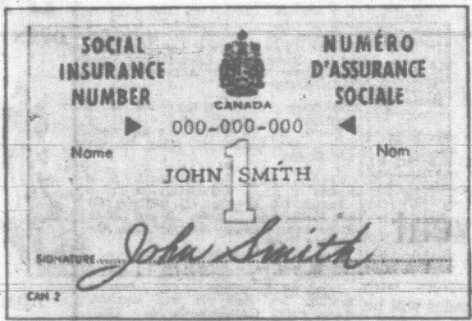 SOCIAL INSURANCE NUMBER
NUMÉRO D'ASSURANCE SOCIALE
CANADA
000-000-000
Name
Nom
1
JOHN SMITH
SIGNATURE
John Smith
CAN 2